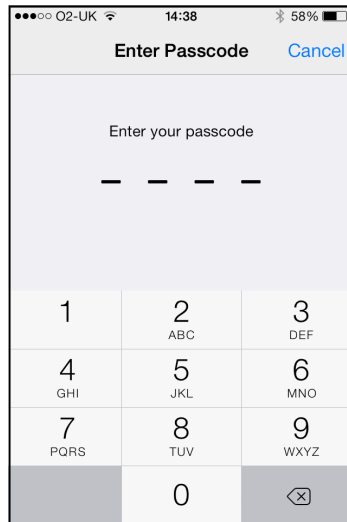 O2-UK 14:38 58%
Enter Passcode Cancel
Enter your passcode
1 2 3
ABC DEF
4 5 6
GHI JKL MNO
7 8 9
PQRS TUV WXYZ
0